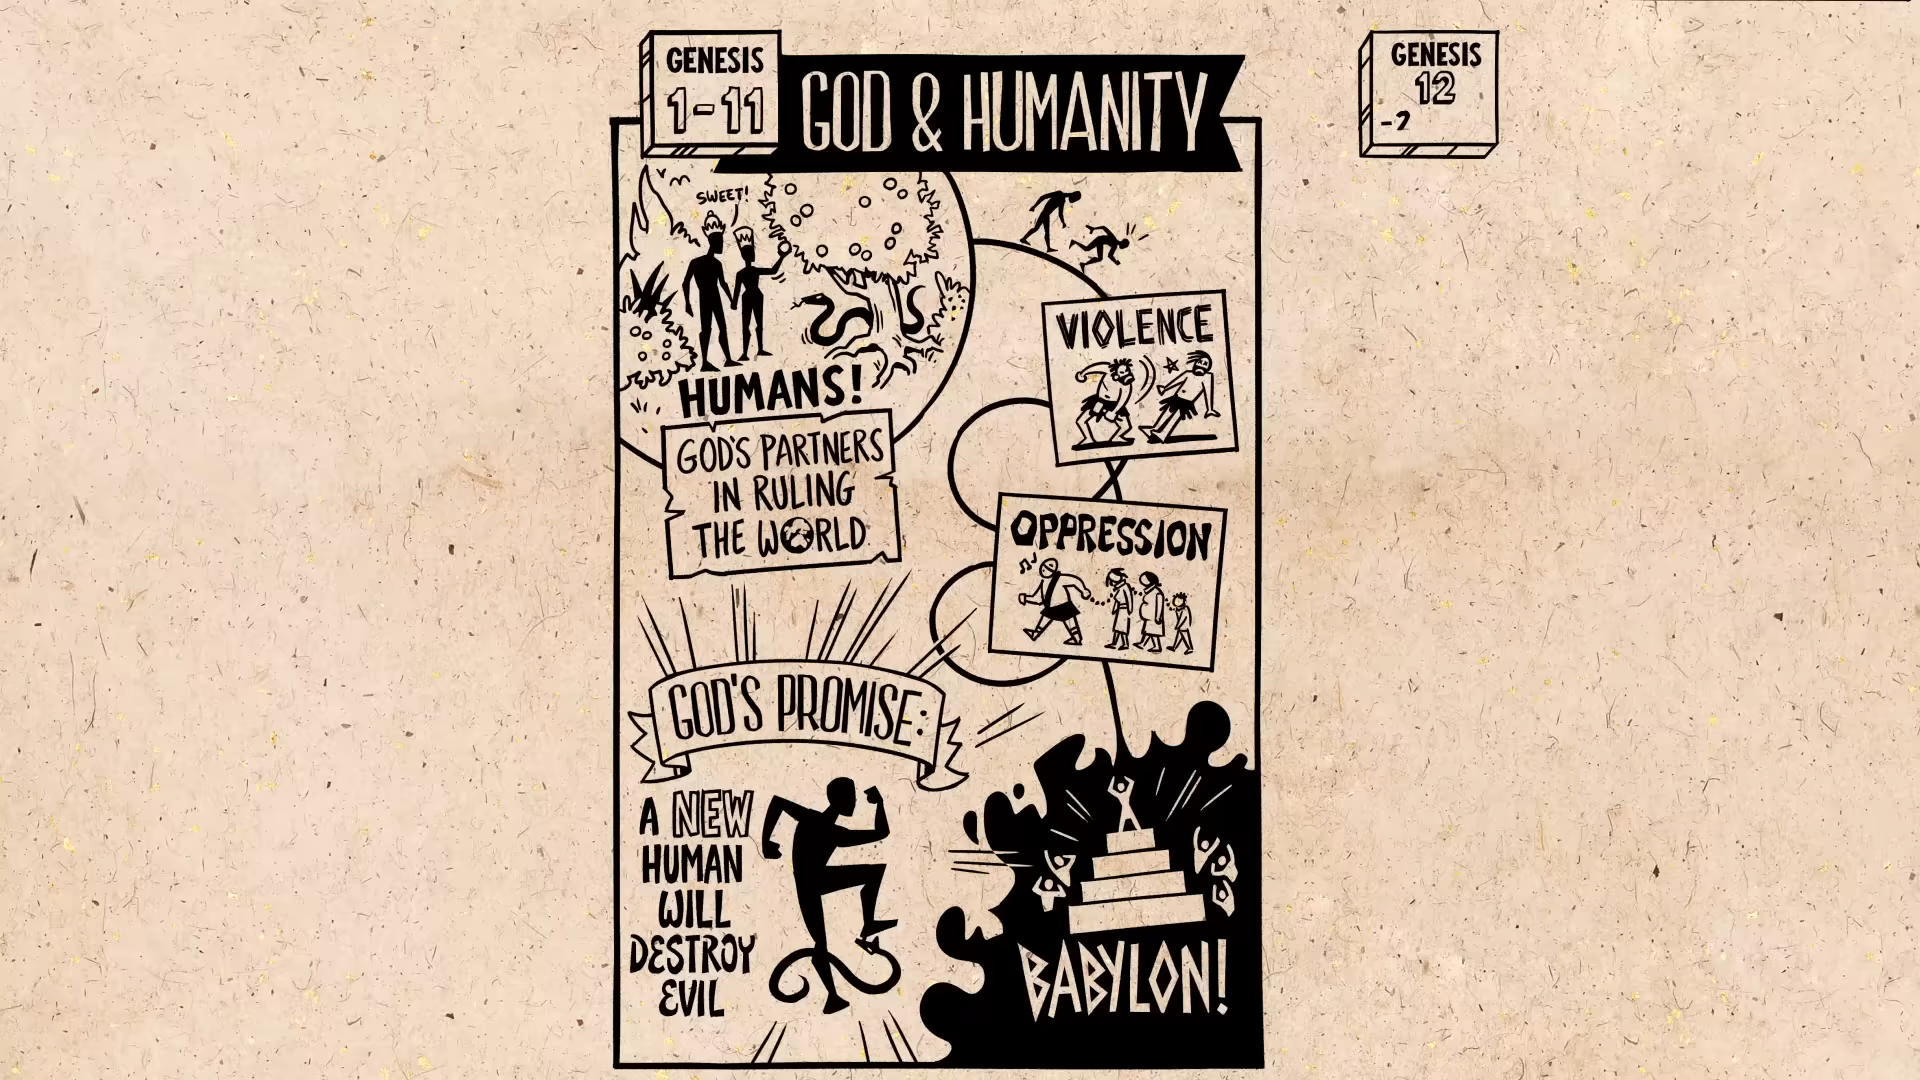 GENESIS
1-11
GOD & HUMANITY
SWEET!
HUMANS!
GOD'S PARTNERS
IN RULING
THE WORLD
VIOLENCE
OPPRESSION
GOD'S PROMISE:
A NEW
HUMAN
WILL
DESTROY
EVIL
BABYLON!
GENESIS
12